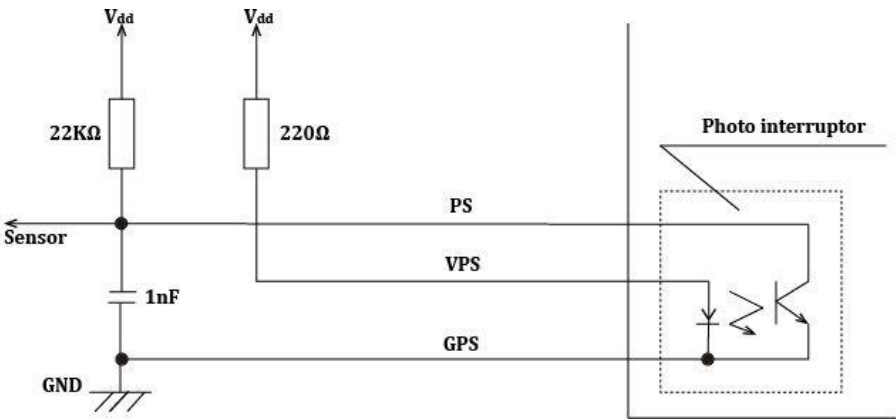 Vdd Vdd
22KΩ 220Ω
Photo interruptor
PS
Sensor
VPS
1nF
GPS
GND